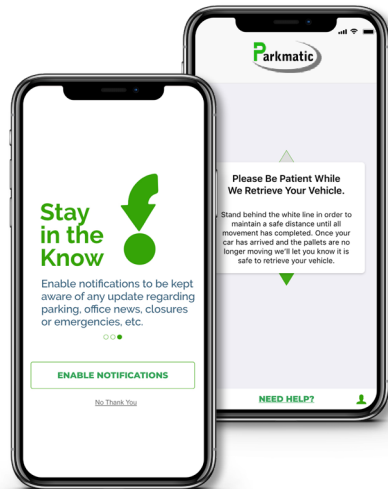 Stay
in the
Know
Enable notifications to be kept
aware of any update regarding
parking, office news, closures
or emergencies, etc.
ENABLE NOTIFICATIONS
No Thank You
Parkmatic
Please Be Patient While
We Retrieve Your Vehicle.
Stand behind the white line in order to
maintain a safe distance until all
movement has completed. Once your
car has arrived and the pallets are no
longer moving we'll let you know it is
safe to retrieve your vehicle.
NEED HELP?